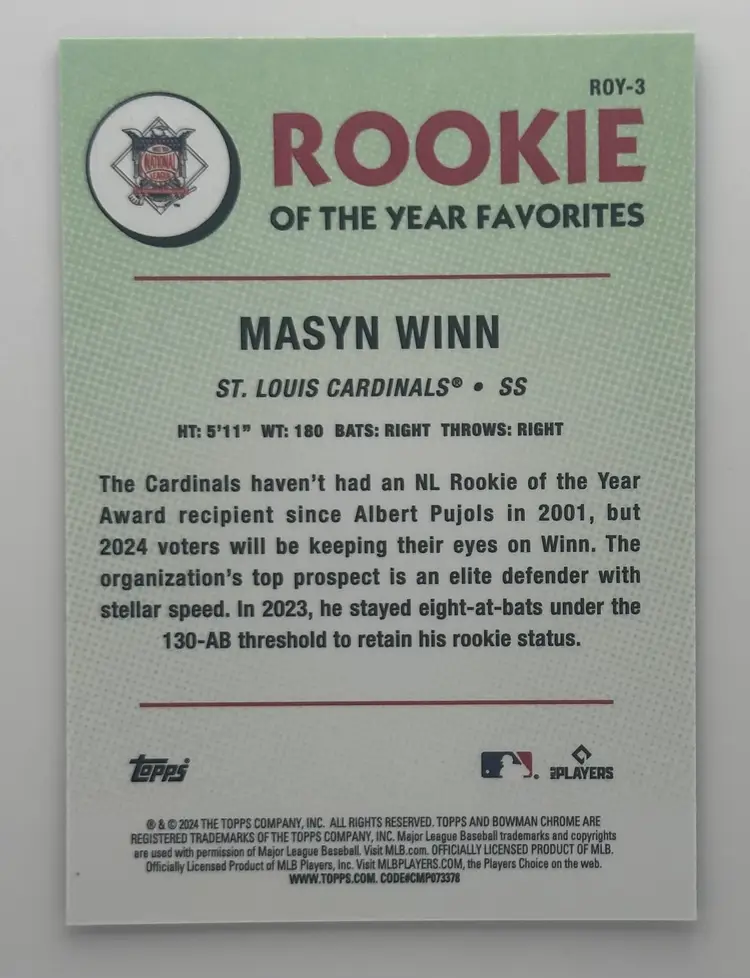 ROY-3
NATIONAL
LEAGUE
ROOKIE
OF THE YEAR FAVORITES
MASYN WINN
ST. LOUIS CARDINALS® • SS
HT: 5'11" WT: 180 BATS: RIGHT THROWS: RIGHT
The Cardinals haven't had an NL Rookie of the Year
Award recipient since Albert Pujols in 2001, but
2024 voters will be keeping their eyes on Winn. The
organization's top prospect is an elite defender with
stellar speed. In 2023, he stayed eight-at-bats under the
130-AB threshold to retain his rookie status.
topps
PLAYERS
® & © 2024 THE TOPPS COMPANY, INC. ALL RIGHTS RESERVED. TOPPS AND BOWMAN CHROME ARE
REGISTERED TRADEMARKS OF THE TOPPS COMPANY, INC. Major League Baseball trademarks and copyrights
are used with permission of Major League Baseball. Visit MLB.com. OFFICIALLY LICENSED PRODUCT OF MLB.
Officially Licensed Product of MLB Players, Inc. Visit MLBPLAYERS.COM, the Players Choice on the web.
WWW.TOPPS.COM. CODE#CMP073378